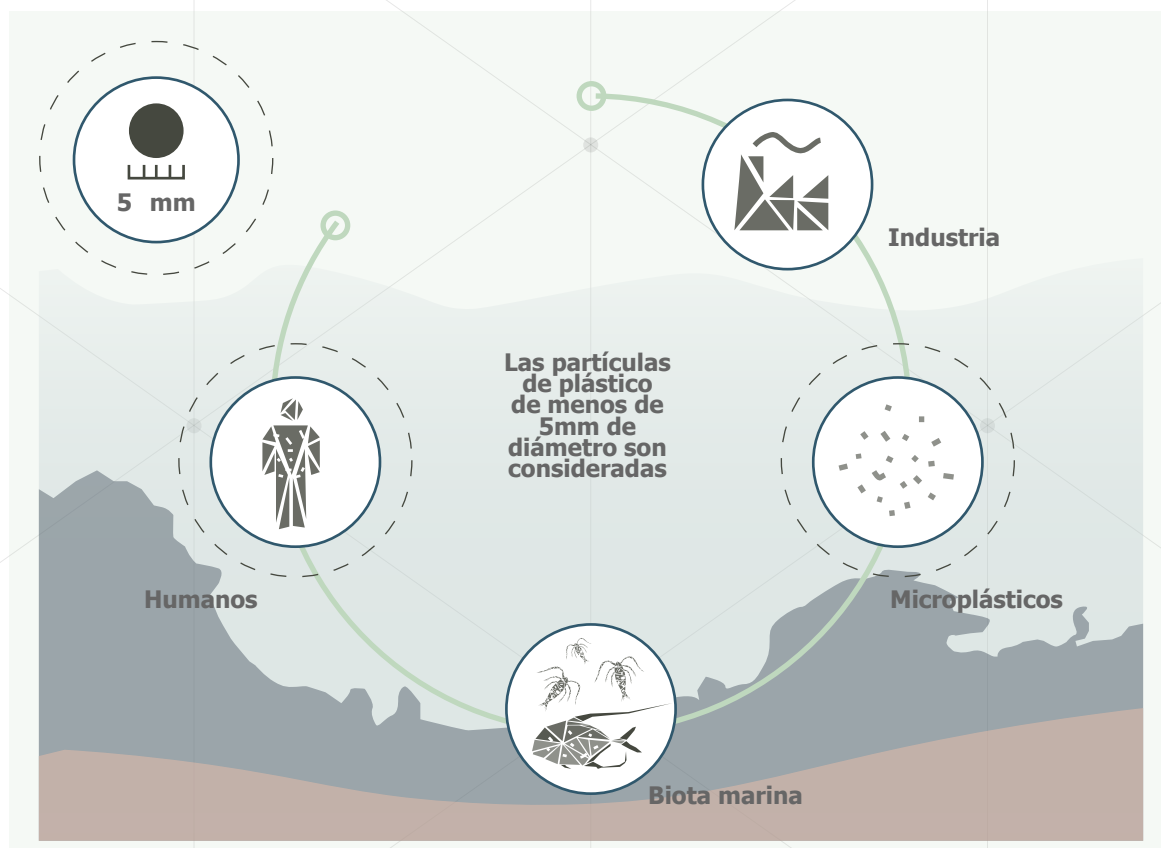 5 mm
Industria
Las partículas
de plástico
de menos de
5mm de
diámetro son
consideradas
Humanos
Microplásticos
Biota marina